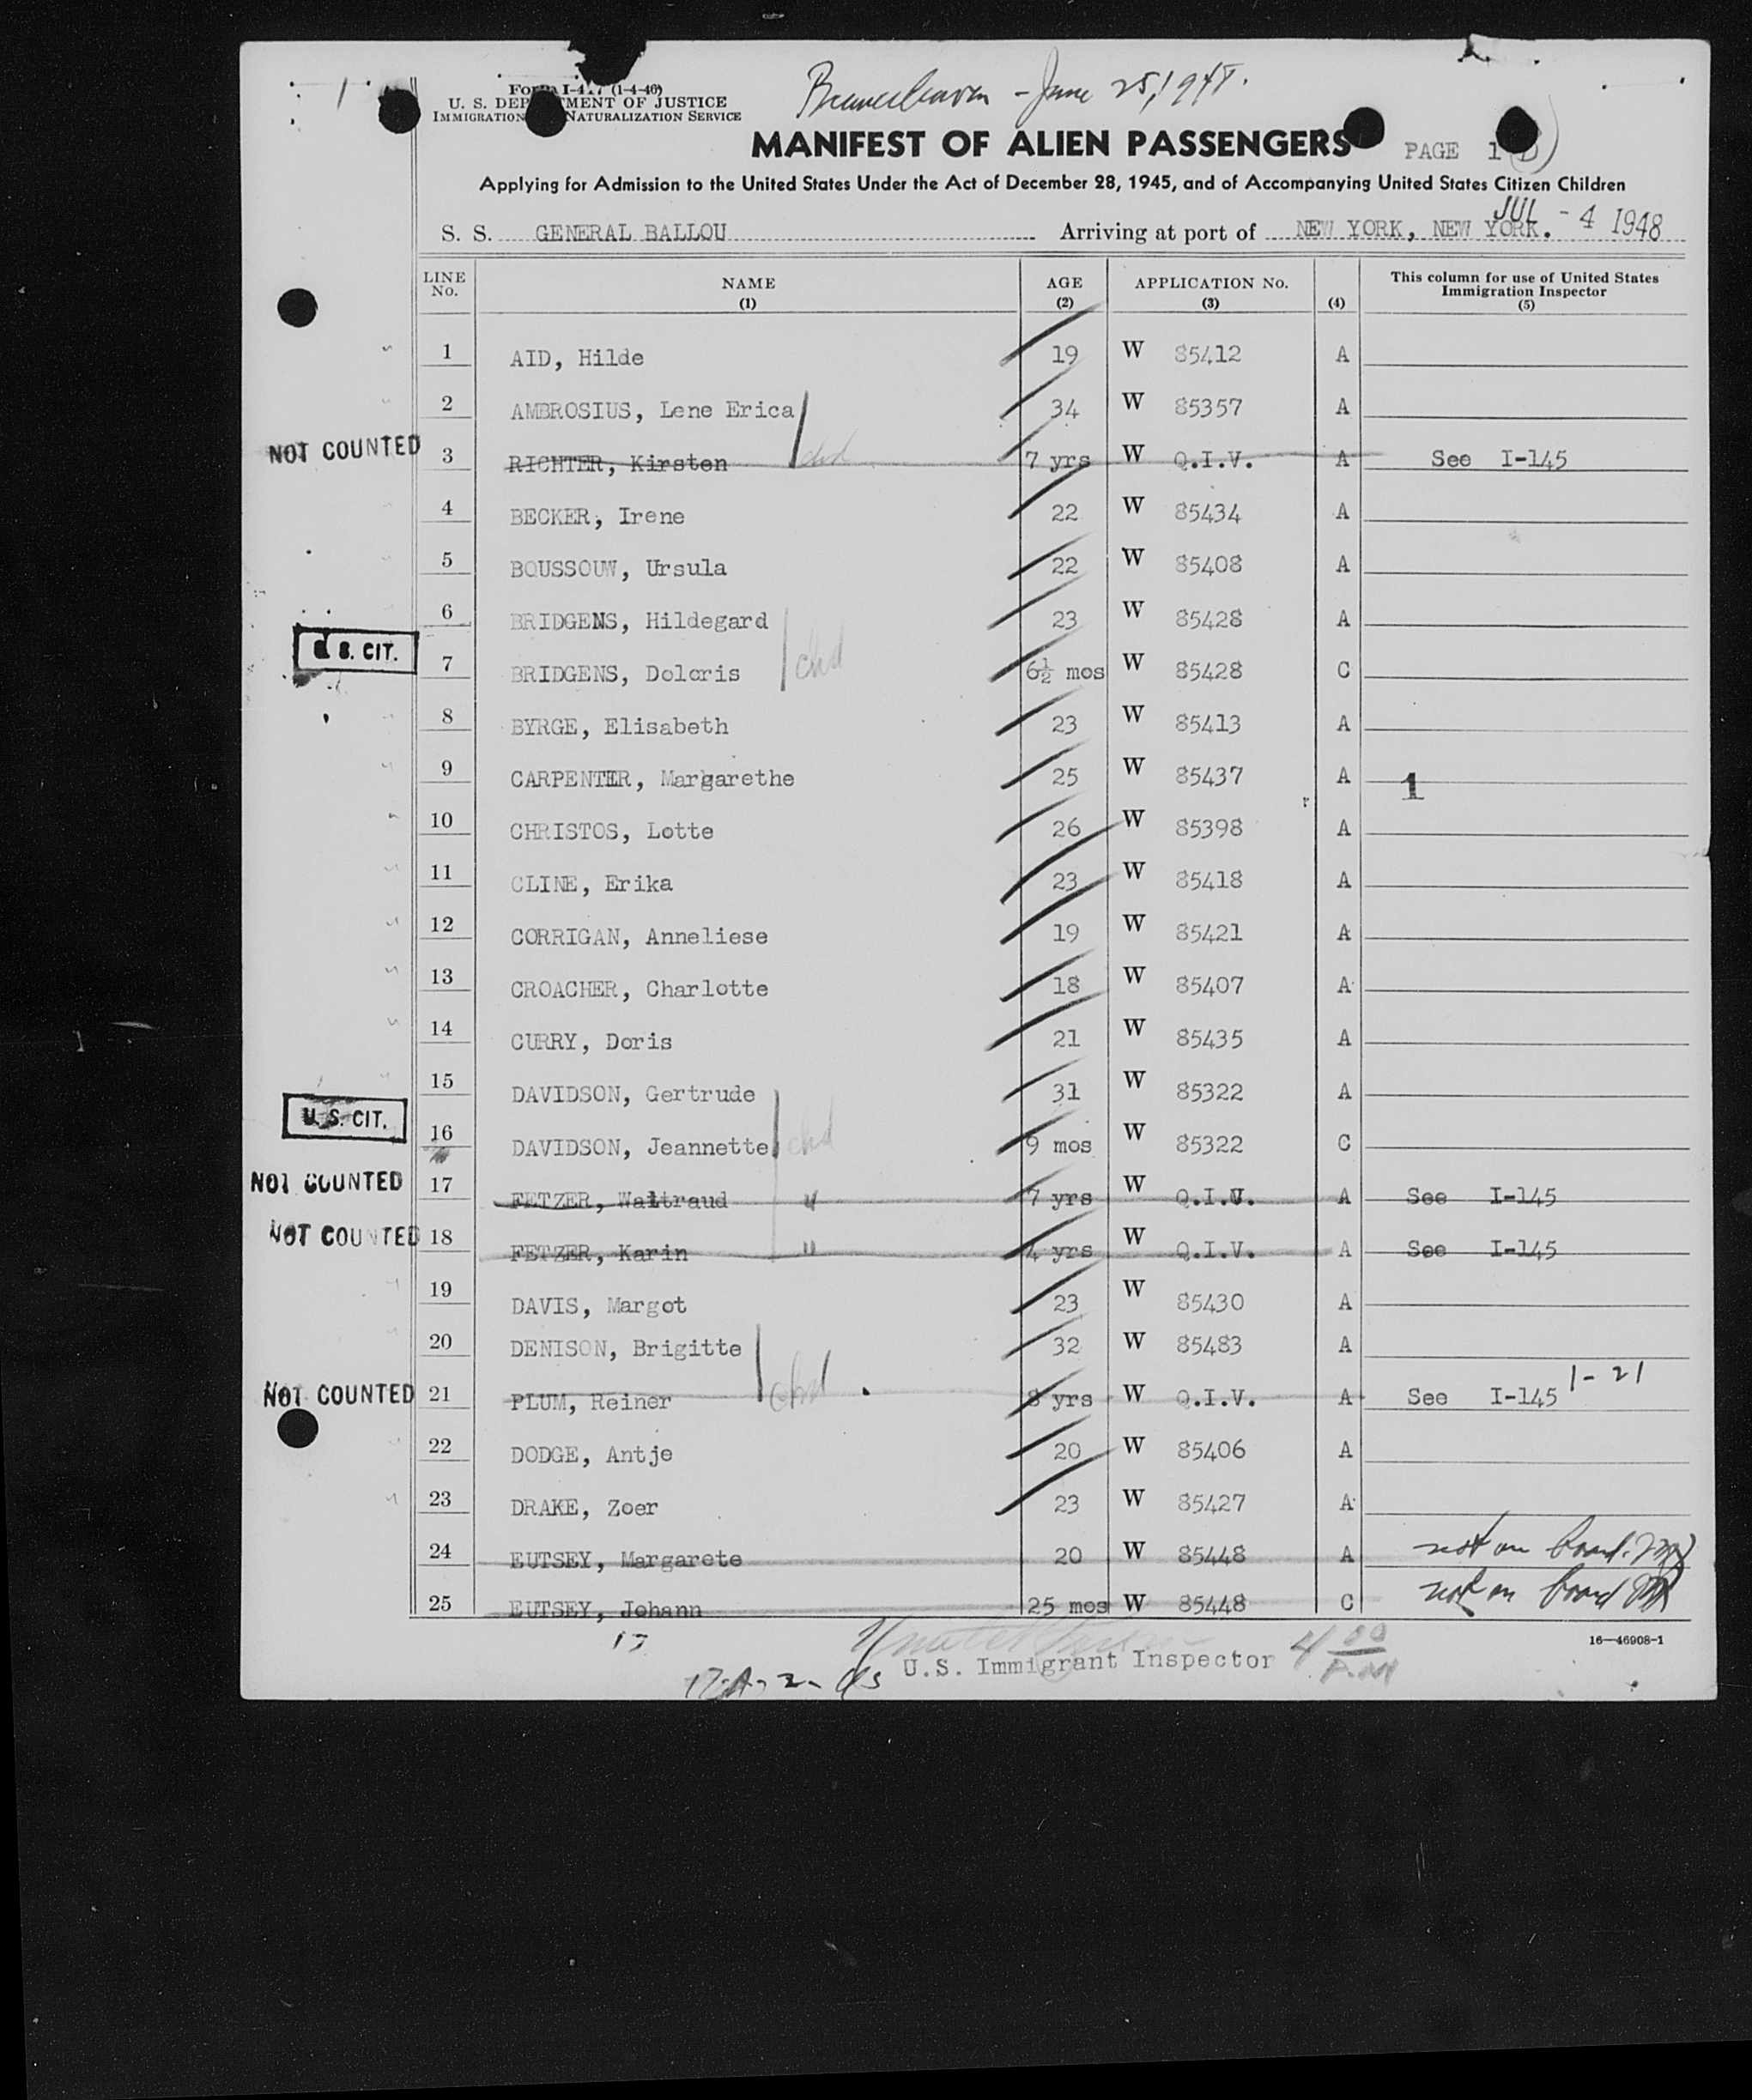 Bremerhaven - June 25, 1948.
Form I-417 (1-4-46)
U. S. DEPARTMENT OF JUSTICE
IMMIGRATION NATURALIZATION SERVICE
MANIFEST OF ALIEN PASSENGERS PAGE 1
Applying for Admission to the United States Under the Act of December 28, 1945, and of Accompanying United States Citizen Children
S. S. GENERAL BALLOU Arriving at port of NEW YORK, NEW YORK. JUL - 4 1948
LINE No. NAME (1) AGE (2) APPLICATION No. (3) (4) This column for use of United States Immigration Inspector (5)
1 AID, Hilde 19 W 85412 A
2 AMBROSIUS, Lene Erica 34 W 85357 A
NOT COUNTED 3 RICHTER, Kirsten chd 7 yrs W Q.I.V. A See I-145
4 BECKER, Irene 22 W 85434 A
5 BOUSSOUW, Ursula 22 W 85408 A
6 BRIDGENS, Hildegard 23 W 85428 A
U. S. CIT. 7 BRIDGENS, Doloris chd 6½ mos W 85428 C
8 BYRGE, Elisabeth 23 W 85413 A
9 CARPENTER, Margarethe 25 W 85437 A 1
10 CHRISTOS, Lotte 26 W 85398 A
11 CLINE, Erika 23 W 85418 A
12 CORRIGAN, Anneliese 19 W 85421 A
13 CROACHER, Charlotte 18 W 85407 A
14 CURRY, Doris 21 W 85435 A
15 DAVIDSON, Gertrude 31 W 85322 A
U. S. CIT. 16 DAVIDSON, Jeannette chd 9 mos W 85322 C
NOT COUNTED 17 FETZER, Waltraud " 7 yrs W Q.I.V. A See I-145
NOT COUNTED 18 FETZER, Karin " 4 yrs W Q.I.V. A See I-145
19 DAVIS, Margot 23 W 85430 A
20 DENISON, Brigitte 32 W 85483 A
NOT COUNTED 21 PLUM, Reiner chd 8 yrs W Q.I.V. A See I-145 1-21
22 DODGE, Antje 20 W 85406 A
23 DRAKE, Zoer 23 W 85427 A
24 EUTSEY, Margarete 20 W 85448 A not on board.
25 EUTSEY, Johann 25 mos W 85448 C not on board
17
U.S. Immigrant Inspector 4 00 P.M
17-A-2-
16—46908-1